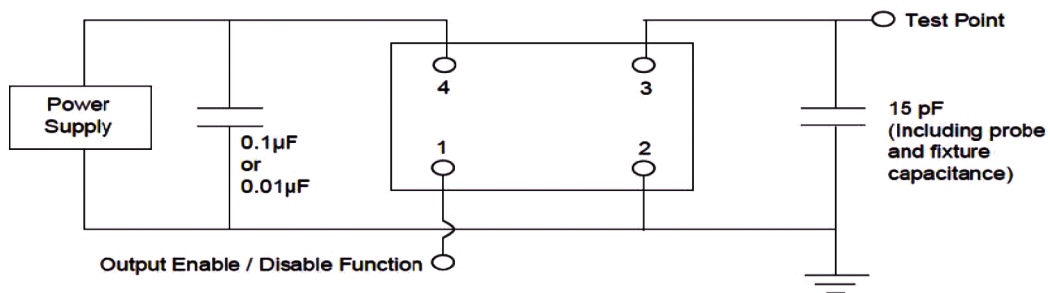 Test Point
4
3
Power
Supply
0.1µF
or
0.01µF
1
2
15 pF
(Including probe
and fixture
capacitance)
Output Enable / Disable Function